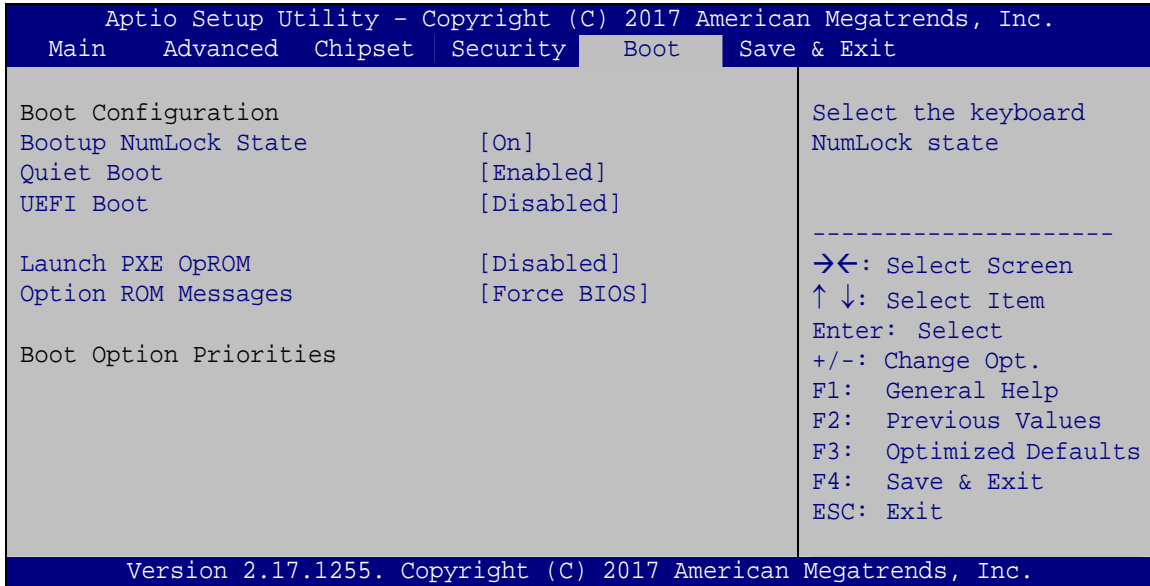 Aptio Setup Utility – Copyright (C) 2017 American Megatrends, Inc.
Main Advanced Chipset Security Boot Save & Exit
Boot Configuration
Bootup NumLock State [On]
Quiet Boot [Enabled]
UEFI Boot [Disabled]
Launch PXE OpROM [Disabled]
Option ROM Messages [Force BIOS]
Boot Option Priorities
Select the keyboard
NumLock state
---------------------
→←: Select Screen
↑ ↓: Select Item
Enter: Select
+/-: Change Opt.
F1: General Help
F2: Previous Values
F3: Optimized Defaults
F4: Save & Exit
ESC: Exit
Version 2.17.1255. Copyright (C) 2017 American Megatrends, Inc.